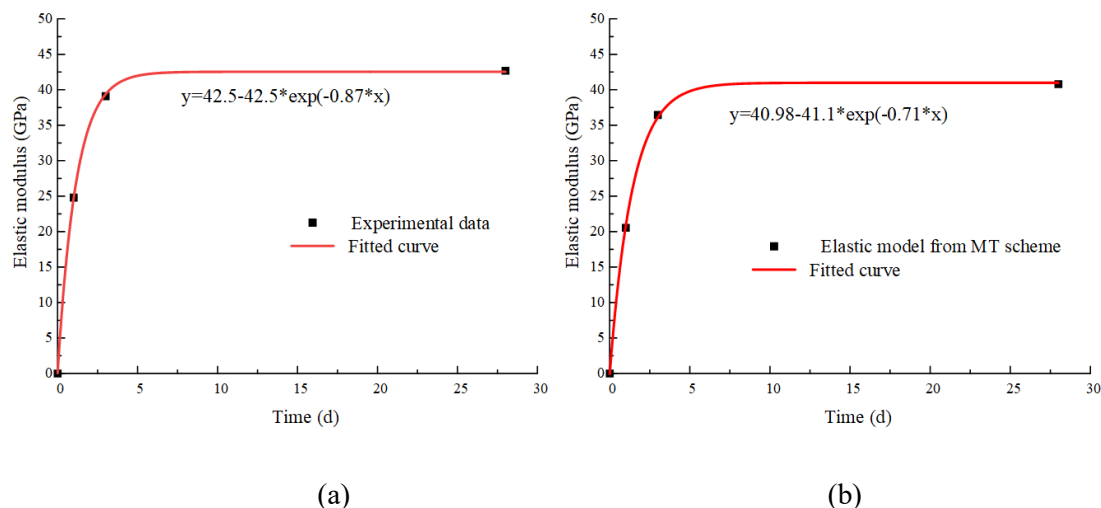 50
45
40
35
30
25
20
15
10
5
0
Elastic modulus (GPa)
y=42.5-42.5*exp(-0.87*x)
Experimental data
Fitted curve
0 5 10 15 20 25 30
Time (d)
(a)
50
45
40
35
30
25
20
15
10
5
0
Elastic modulus (GPa)
y=40.98-41.1*exp(-0.71*x)
Elastic model from MT scheme
Fitted curve
0 5 10 15 20 25 30
Time (d)
(b)